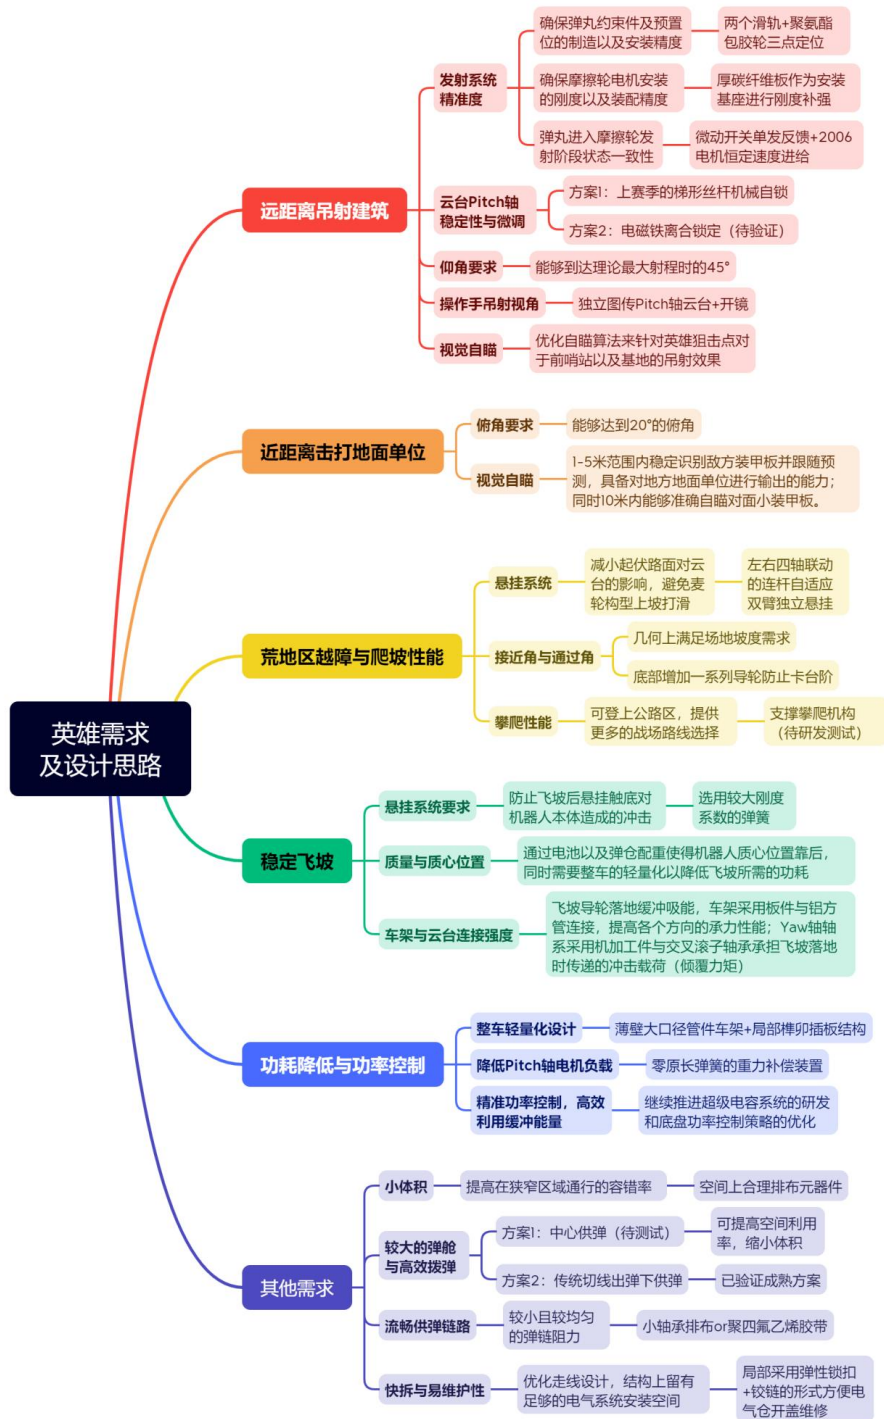 英雄需求
及设计思路
远距离吊射建筑
发射系统
精准度
确保弹丸约束件及预置
位的制造以及安装精度
两个滑轨+聚氨酯
包胶轮三点定位
确保摩擦轮电机安装
的刚度以及装配精度
厚碳纤维板作为安装
基座进行刚度补强
弹丸进入摩擦轮发
射阶段状态一致性
微动开关单发反馈+2006
电机恒定速度进给
云台Pitch轴
稳定性与微调
方案1：上赛季的梯形丝杆机械自锁
方案2：电磁铁离合锁定（待验证）
仰角要求
能够到达理论最大射程时的45°
操作手吊射视角
独立图传Pitch轴云台+开镜
视觉自瞄
优化自瞄算法来针对英雄狙击点对
于前哨站以及基地的吊射效果
近距离击打地面单位
俯角要求
能够达到20°的俯角
视觉自瞄
1-5米范围内稳定识别敌方装甲板并跟随预
测，具备对地方地面单位进行输出的能力；
同时10米内能够准确自瞄对面小装甲板。
荒地区越障与爬坡性能
悬挂系统
减小起伏路面对云
台的影响，避免麦
轮构型上坡打滑
左右四轴联动
的连杆自适应
双臂独立悬挂
接近角与通过角
几何上满足场地坡度需求
底部增加一系列导轮防止卡台阶
攀爬性能
可登上公路区，提供
更多的战场路线选择
支撑攀爬机构
（待研发测试）
稳定飞坡
悬挂系统要求
防止飞坡后悬挂触底对
机器人本体造成的冲击
选用较大刚度
系数的弹簧
质量与质心位置
通过电池以及弹仓配重使得机器人质心位置靠后，
同时需要整车的轻量化以降低飞坡所需的功耗
车架与云台连接强度
飞坡导轮落地缓冲吸能，车架采用板件与铝方
管连接，提高各个方向的承力性能；Yaw轴轴
系采用机加工件与交叉滚子轴承承担飞坡落地
时传递的冲击载荷（倾覆力矩）
功耗降低与功率控制
整车轻量化设计
薄壁大口径管件车架+局部榫卯插板结构
降低Pitch轴电机负载
零原长弹簧的重力补偿装置
精准功率控制，高效
利用缓冲能量
继续推进超级电容系统的研发
和底盘功率控制策略的优化
其他需求
小体积
提高在狭窄区域通行的容错率
空间上合理排布元器件
较大的弹舱
与高效拨弹
方案1：中心供弹（待测试）
可提高空间利用
率，缩小体积
方案2：传统切线出弹下供弹
已验证成熟方案
流畅供弹链路
较小且较均匀
的弹链阻力
小轴承排布or聚四氟乙烯胶带
快拆与易维护性
优化走线设计，结构上留有
足够的电气系统安装空间
局部采用弹性锁扣
+铰链的形式方便电
气仓开盖维修